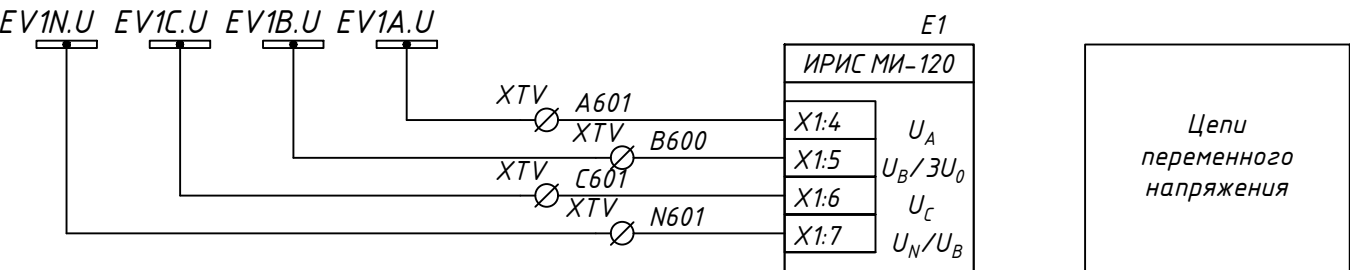 EV1N.U EV1C.U EV1B.U EV1A.U
E1
ИРИС МИ-120
XTV A601
X1:4 U_A
XTV B600
X1:5 U_B/3U_0
XTV C601
X1:6 U_C
XTV N601
X1:7 U_N/U_B
Цепи
переменного
напряжения